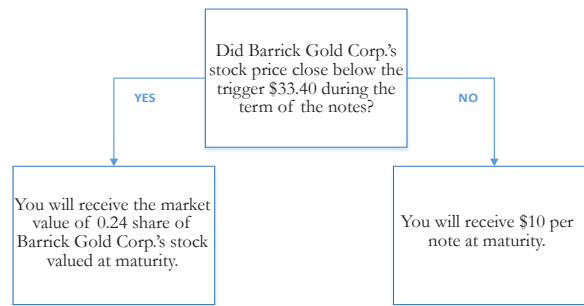 Did Barrick Gold Corp.'s
stock price close below the
trigger $33.40 during the
term of the notes?
YES
NO
You will receive the market
value of 0.24 share of
Barrick Gold Corp.'s stock
valued at maturity.
You will receive $10 per
note at maturity.